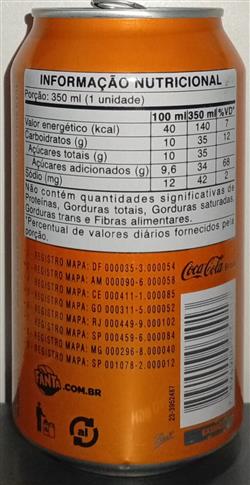 INFORMAÇÃO NUTRICIONAL
Porção: 350 ml (1 unidade)
100 ml 350 ml %VD*
Valor energético (kcal) 40 140 7
Carboidratos (g) 10 35 12
Açúcares totais (g) 10 35
Açúcares adicionados (g) 9,6 34 68
Sódio (mg) 12 42 2
Não contém quantidades significativas de
Proteínas, Gorduras totais, Gorduras saturadas,
Gorduras trans e Fibras alimentares.
*Percentual de valores diários fornecidos pela
porção.
REGISTRO MAPA: DF 000035-3.000054
REGISTRO MAPA: AM 000090-6.000058
REGISTRO MAPA: CE 000411-1.000085
REGISTRO MAPA: GO 000311-5.000052
REGISTRO MAPA: RJ 000449-9.000102
REGISTRO MAPA: SP 000459-6.000084
REGISTRO MAPA: MG 000296-8.000040
REGISTRO MAPA: SP 001078-2.000012
Coca-Cola
FANTA .COM.BR
al
23-3952487